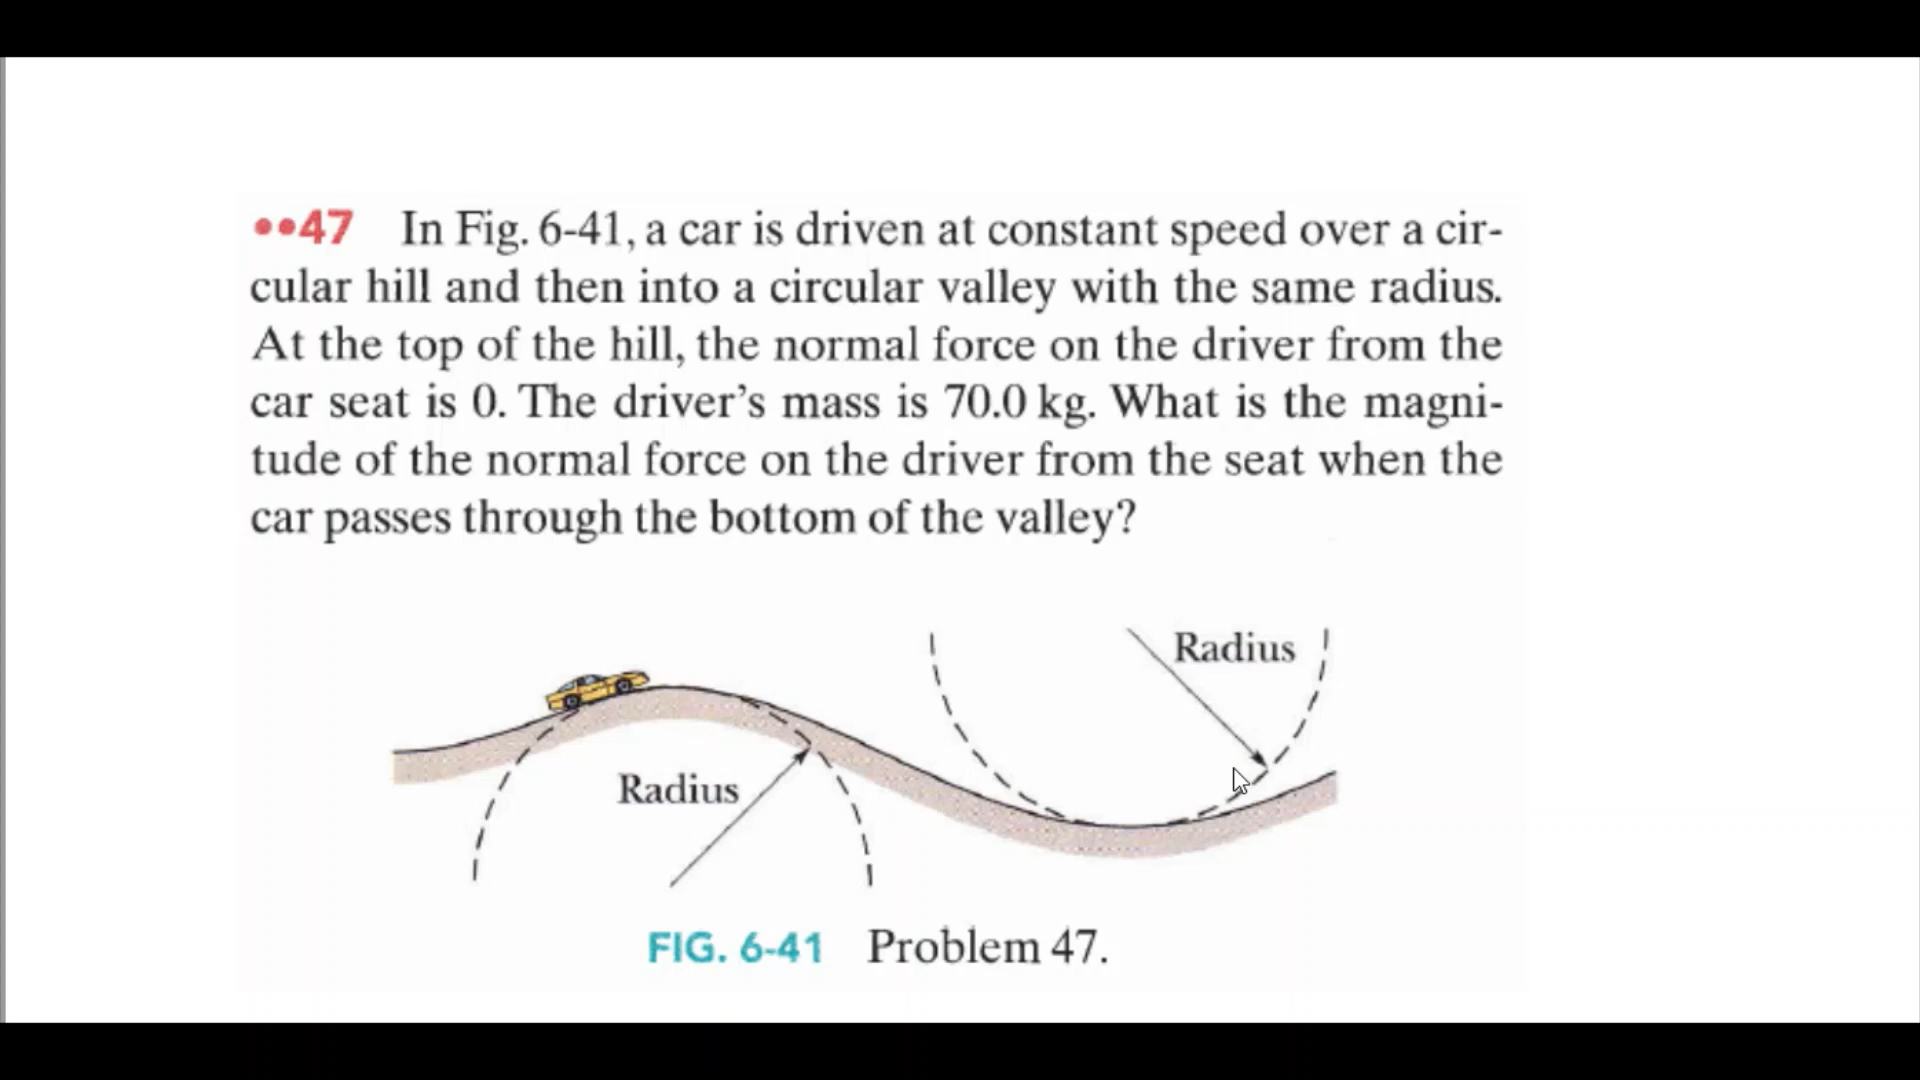 ••47 In Fig. 6-41, a car is driven at constant speed over a cir-
cular hill and then into a circular valley with the same radius.
At the top of the hill, the normal force on the driver from the
car seat is 0. The driver’s mass is 70.0 kg. What is the magni-
tude of the normal force on the driver from the seat when the
car passes through the bottom of the valley?
Radius
Radius
FIG. 6-41 Problem 47.